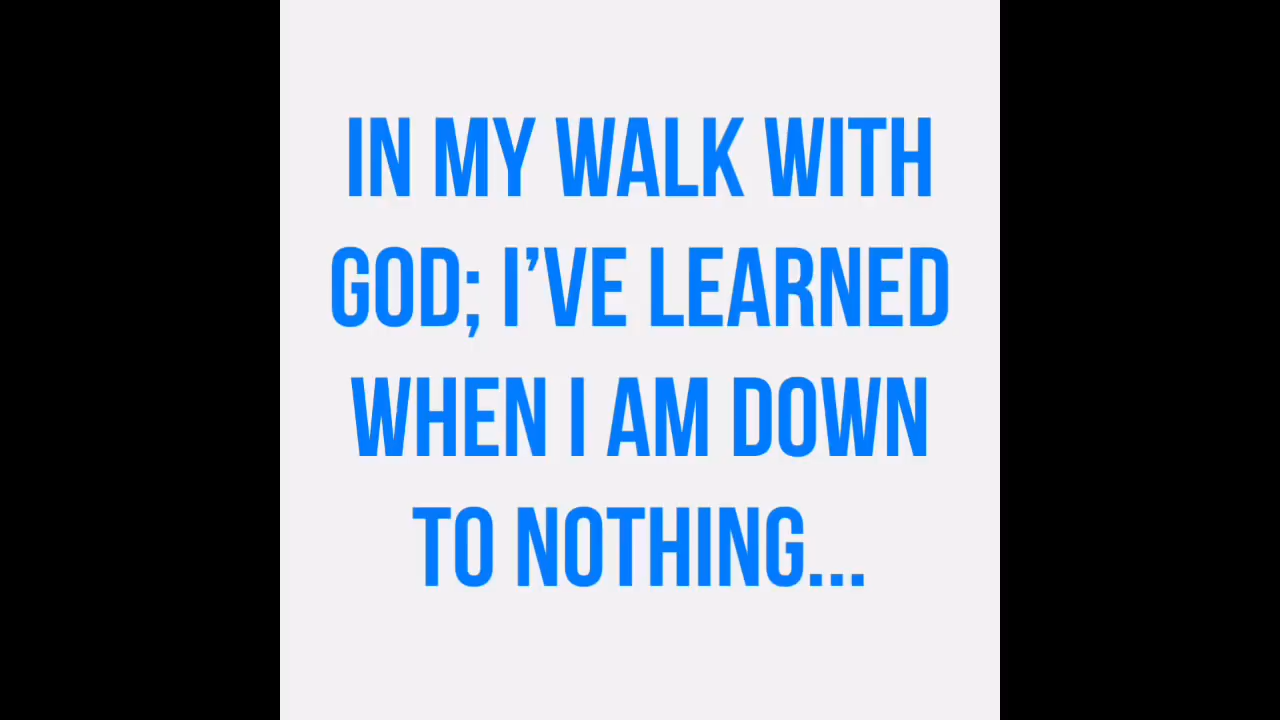 IN MY WALK WITH
GOD; I’VE LEARNED
WHEN I AM DOWN
TO NOTHING...